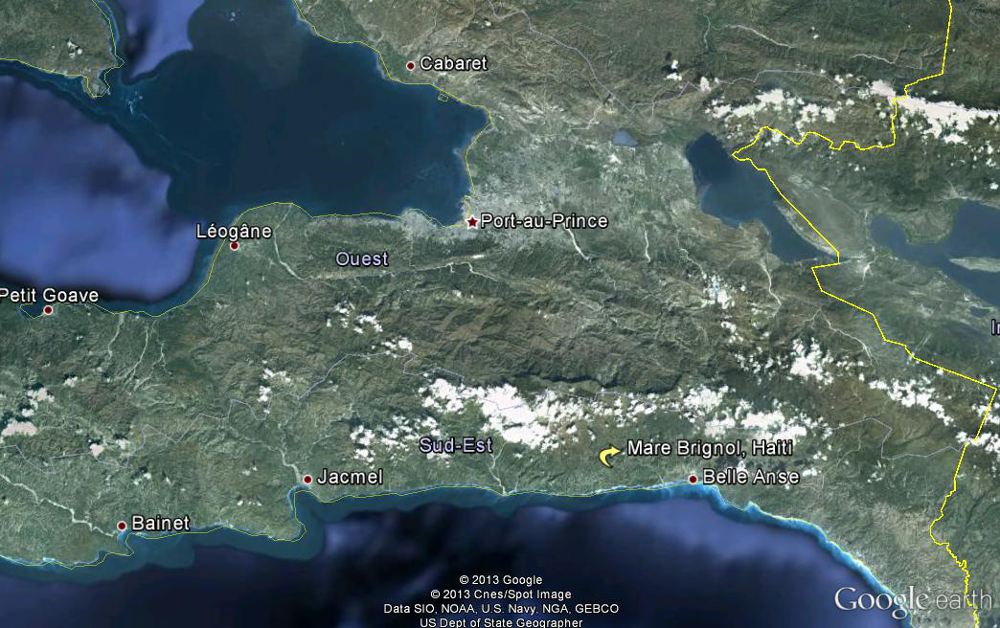 Cabaret
Port-au-Prince
Léogâne
Ouest
Petit Goave
Sud-Est
Mare Brignol, Haiti
Jacmel
Belle Anse
Bainet
© 2013 Google
© 2013 Cnes/Spot Image
Data SIO, NOAA, U.S. Navy, NGA, GEBCO
US Dept of State Geographer
Google earth